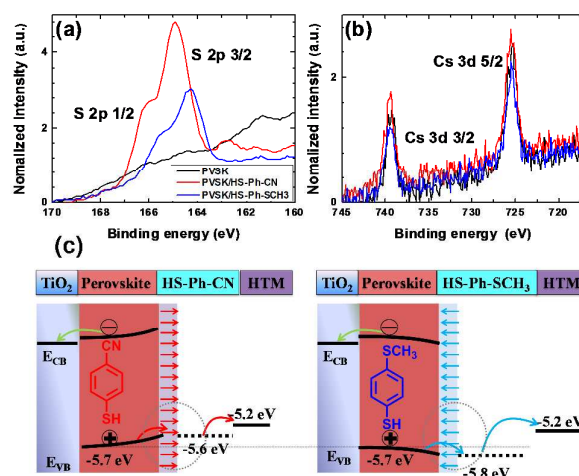 (a)
S 2p 3/2
S 2p 1/2
PVSK
PVSK/HS-Ph-CN
PVSK/HS-Ph-SCH3
Nomalized Intensity (a.u.)
4
2
0
170 168 166 164 162 160
Binding energy (eV)
(b)
Cs 3d 5/2
Cs 3d 3/2
Nomalized Intensity (a.u.)
2
0
745 740 735 730 725 720 715
Binding energy (eV)
(c)
TiO2 Perovskite HS-Ph-CN HTM
ECB
CN
SH
EVB
-5.7 eV
-5.6 eV
-5.2 eV
TiO2 Perovskite HS-Ph-SCH3 HTM
ECB
SCH3
SH
EVB
-5.7 eV
-5.8 eV
-5.2 eV